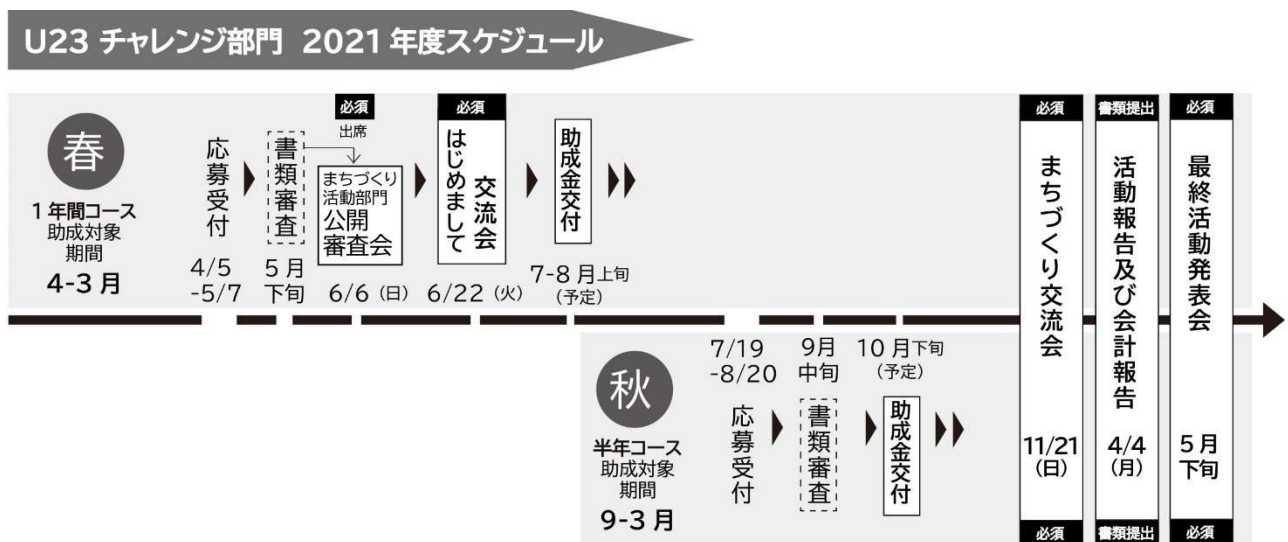 U23 チャレンジ部門 2021年度スケジュール
春
1年間コース
助成対象
期間
4-3月
応募受付
4/5
-5/7
書類審査
5月
下旬
必須
出席
まちづくり
活動部門
公開
審査会
6/6（日）
必須
はじめまして
交流会
6/22（火）
助成金交付
7-8月上旬
（予定）
秋
半年コース
助成対象
期間
9-3月
7/19
-8/20
応募受付
9月
中旬
書類審査
10月下旬
（予定）
助成金交付
必須
まちづくり交流会
11/21
（日）
必須
書類提出
活動報告及び会計報告
4/4
（月）
書類提出
必須
最終活動発表会
5月
下旬
必須